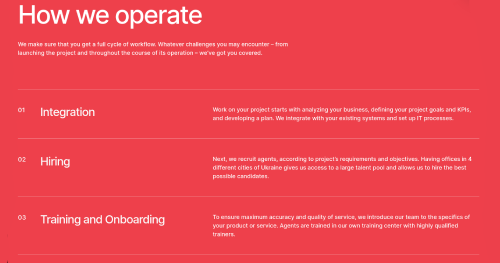 How we operate
We make sure that you get a full cycle of workflow. Whatever challenges you may encounter – from
launching the project and throughout the course of its operation – we've got you covered.
01
Integration
Work on your project starts with analyzing your business, defining your project goals and KPIs,
and developing a plan. We integrate with your existing systems and set up IT processes.
02
Hiring
Next, we recruit agents, according to project's requirements and objectives. Having offices in 4
different cities of Ukraine gives us access to a large talent pool and allows us to hire the best
possible candidates.
03
Training and Onboarding
To ensure maximum accuracy and quality of service, we introduce our team to the specifics of
your product or service. Agents are trained in our own training center with highly qualified
trainers.